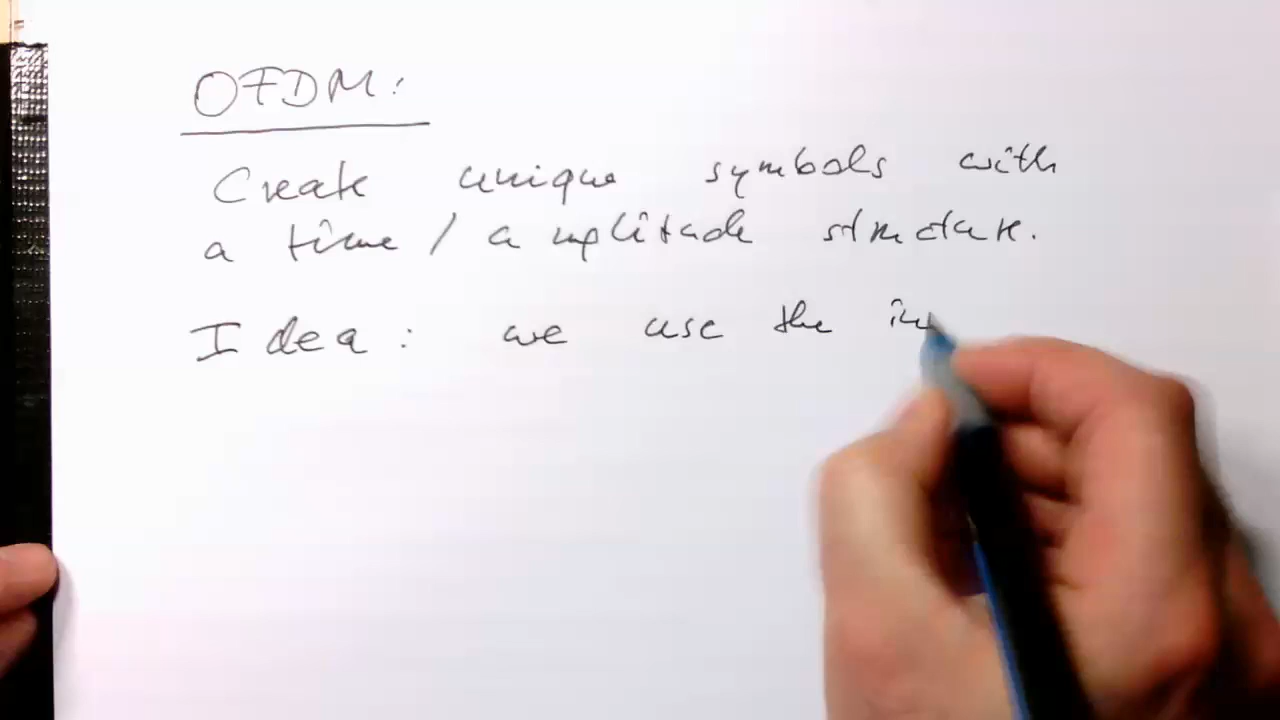 OFDM:
Create unique symbols with
a time / amplitude structure.
Idea : we use the